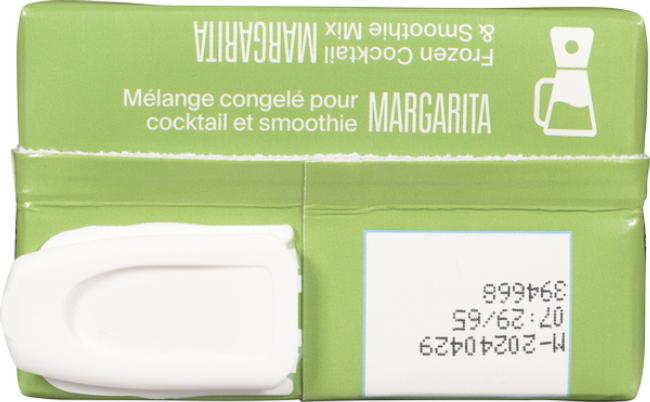 Frozen Cocktail
& Smoothie Mix
MARGARITA
Mélange congelé pour
cocktail et smoothie
MARGARITA
M-20240429
07:29/65
394668